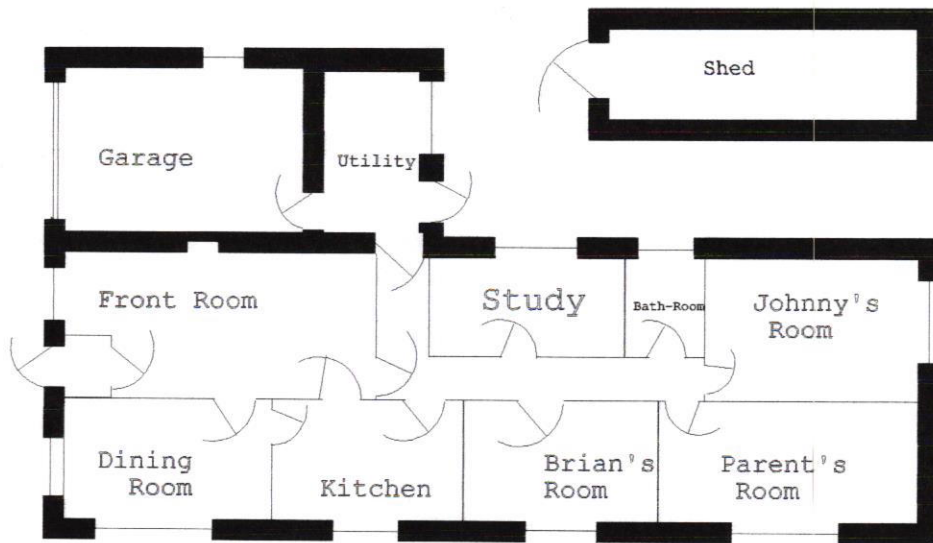 Shed
Garage
Utility
Front Room
Study
Bath-Room
Johnny's
Room
Dining
Room
Kitchen
Brian's
Room
Parent's
Room